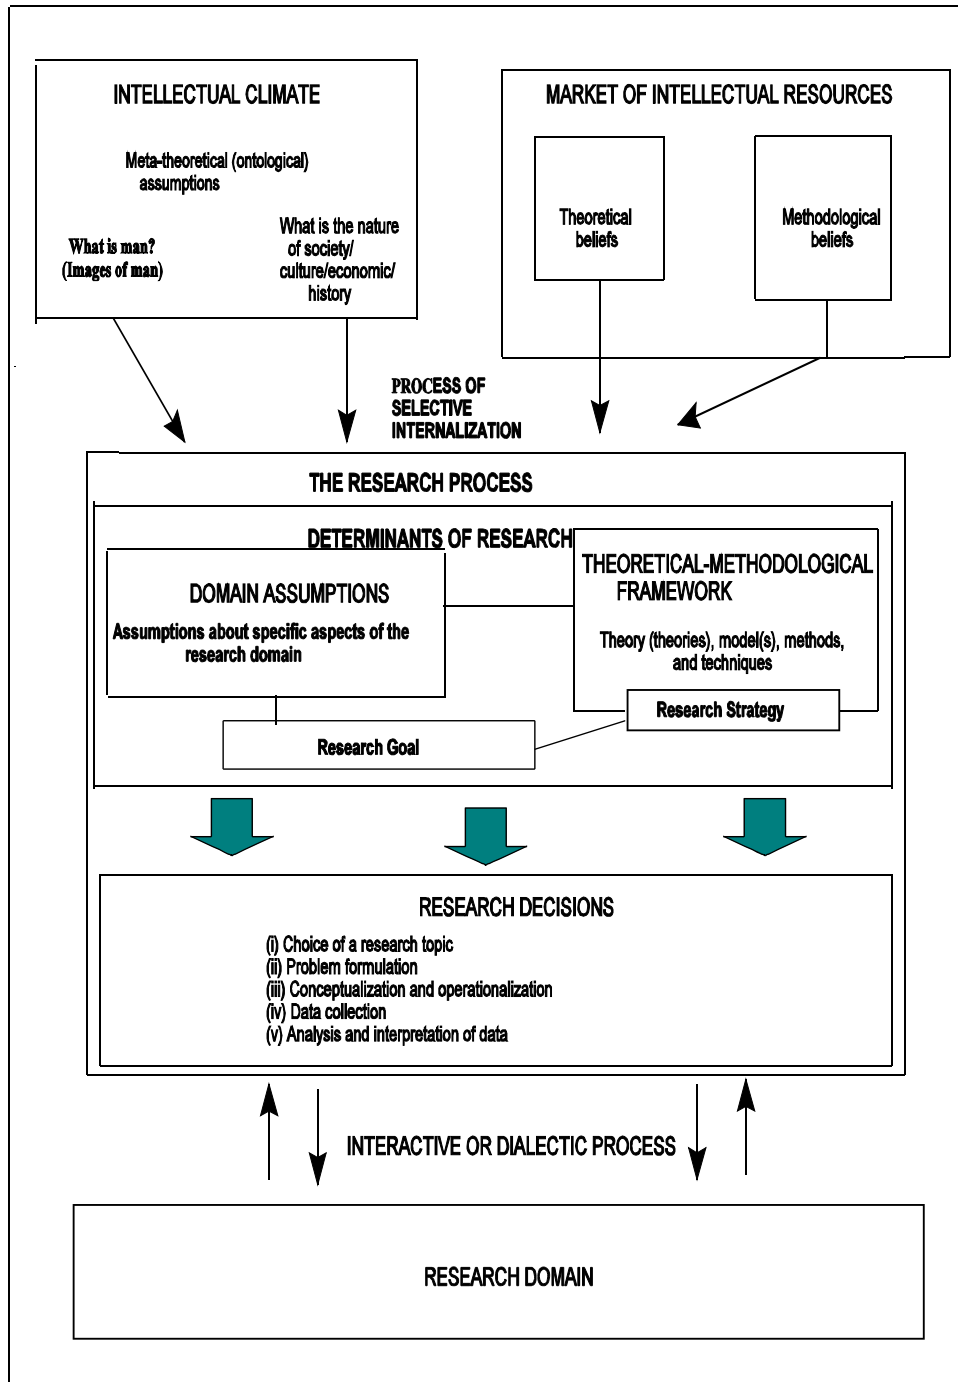 INTELLECTUAL CLIMATE
Meta-theoretical (ontological)
assumptions
What is man?
(Images of man)
What is the nature
of society/
culture/economic/
history
MARKET OF INTELLECTUAL RESOURCES
Theoretical
beliefs
Methodological
beliefs
PROCESS OF
SELECTIVE
INTERNALIZATION
THE RESEARCH PROCESS
DETERMINANTS OF RESEARCH
DOMAIN ASSUMPTIONS
Assumptions about specific aspects of the
research domain
THEORETICAL-METHODOLOGICAL
FRAMEWORK
Theory (theories), model(s), methods,
and techniques
Research Strategy
Research Goal
RESEARCH DECISIONS
(i) Choice of a research topic
(ii) Problem formulation
(iii) Conceptualization and operationalization
(iv) Data collection
(v) Analysis and interpretation of data
INTERACTIVE OR DIALECTIC PROCESS
RESEARCH DOMAIN